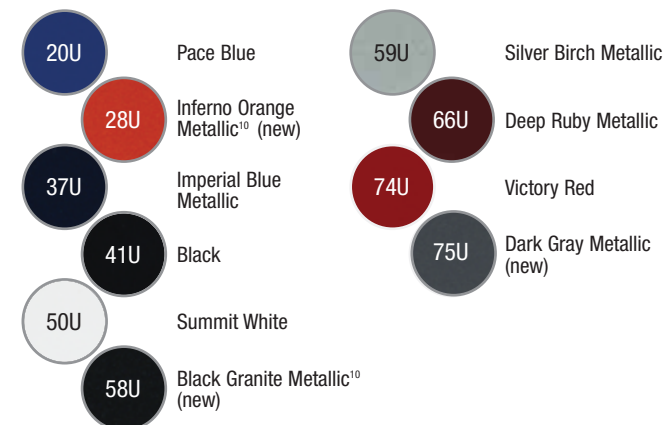 20U
Pace Blue
28U
Inferno Orange
Metallic¹⁰ (new)
37U
Imperial Blue
Metallic
41U
Black
50U
Summit White
58U
Black Granite Metallic¹⁰
(new)
59U
Silver Birch Metallic
66U
Deep Ruby Metallic
74U
Victory Red
75U
Dark Gray Metallic
(new)